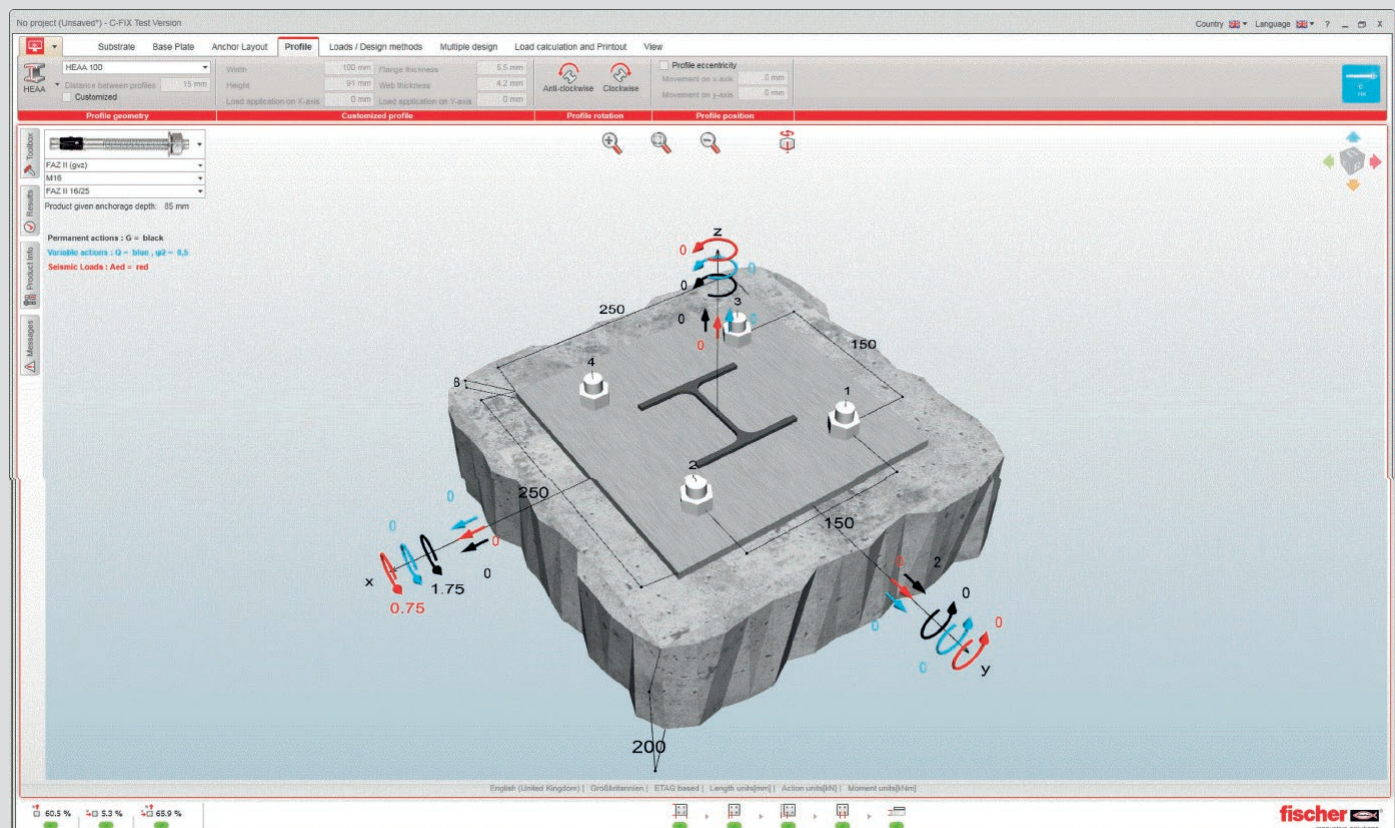 No project (Unsaved*) - C-FIX Test Version
Country Language ? X
Substrate Base Plate Anchor Layout Profile Loads / Design methods Multiple design Load calculation and Printout View
HEAA
HEAA 100
Distance between profiles 15 mm
Customized
Width 100 mm Flange thickness 5.5 mm
Height 91 mm Web thickness 4.2 mm
Load application on X-axis 0 mm Load application on Y-axis 0 mm
Anti-clockwise Clockwise
Profile eccentricity
Movement on x-axis 0 mm
Movement on y-axis 0 mm
Profile geometry Customized profile Profile rotation Profile position
Toolbox
Results
Product Info
Messages
FAZ II (gvz)
M16
FAZ II 16/25
Product given anchorage depth: 85 mm
Permanent actions : G = black
Variable actions : Q = blue , ψ2 = 0,5
Seismic Loads : Aed = red
z
0
0
0
3
0
0
0
250
150
4
8
1
2
250
150
0
0
0
0
x
1.75
0.75
0
2
0
0
0
0
y
200
English (United Kingdom) | Großbritannien | ETAG based | Length units[mm] | Action units[kN] | Moment units[kNm]
60.5 % 5.3 % 65.9 %
fischer